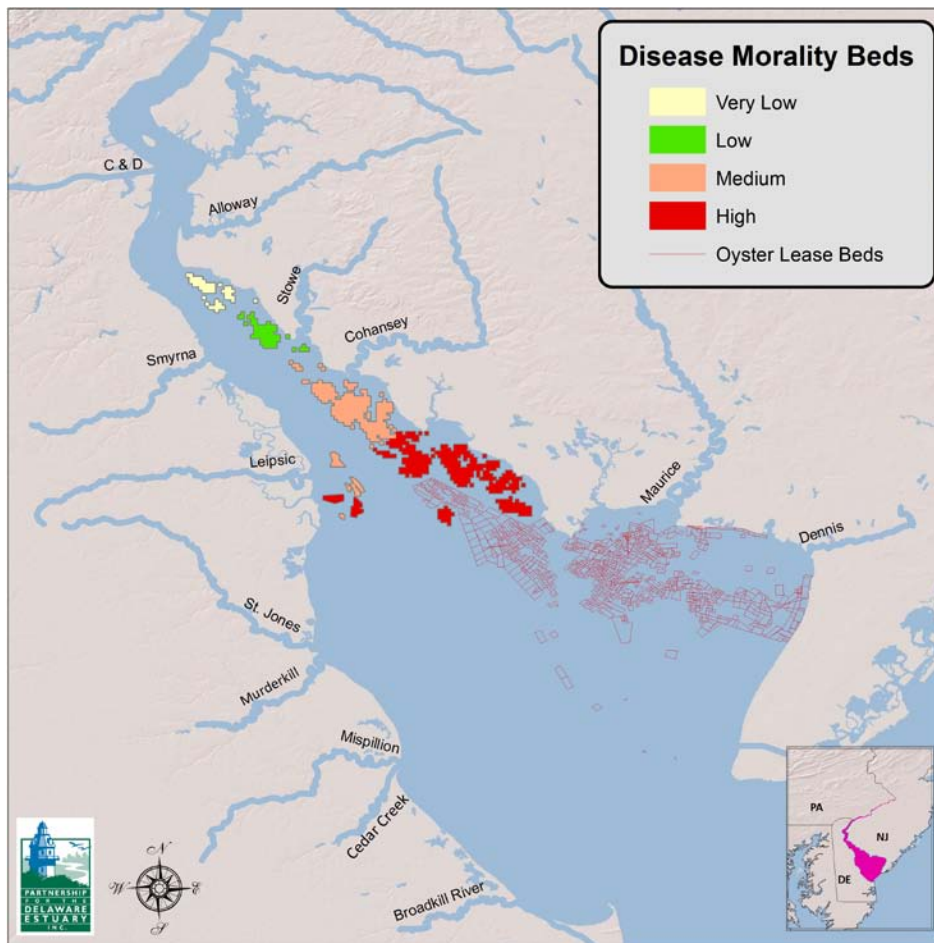 Disease Morality Beds
Very Low
Low
Medium
High
Oyster Lease Beds
C & D
Alloway
Stowe
Cohansey
Smyrna
Leipsic
Maurice
Dennis
St. Jones
Murderkill
Mispillion
Cedar Creek
Broadkill River
PA
NJ
DE
N
W
E
S
PARTNERSHIP
FOR THE
DELAWARE
ESTUARY
INC.